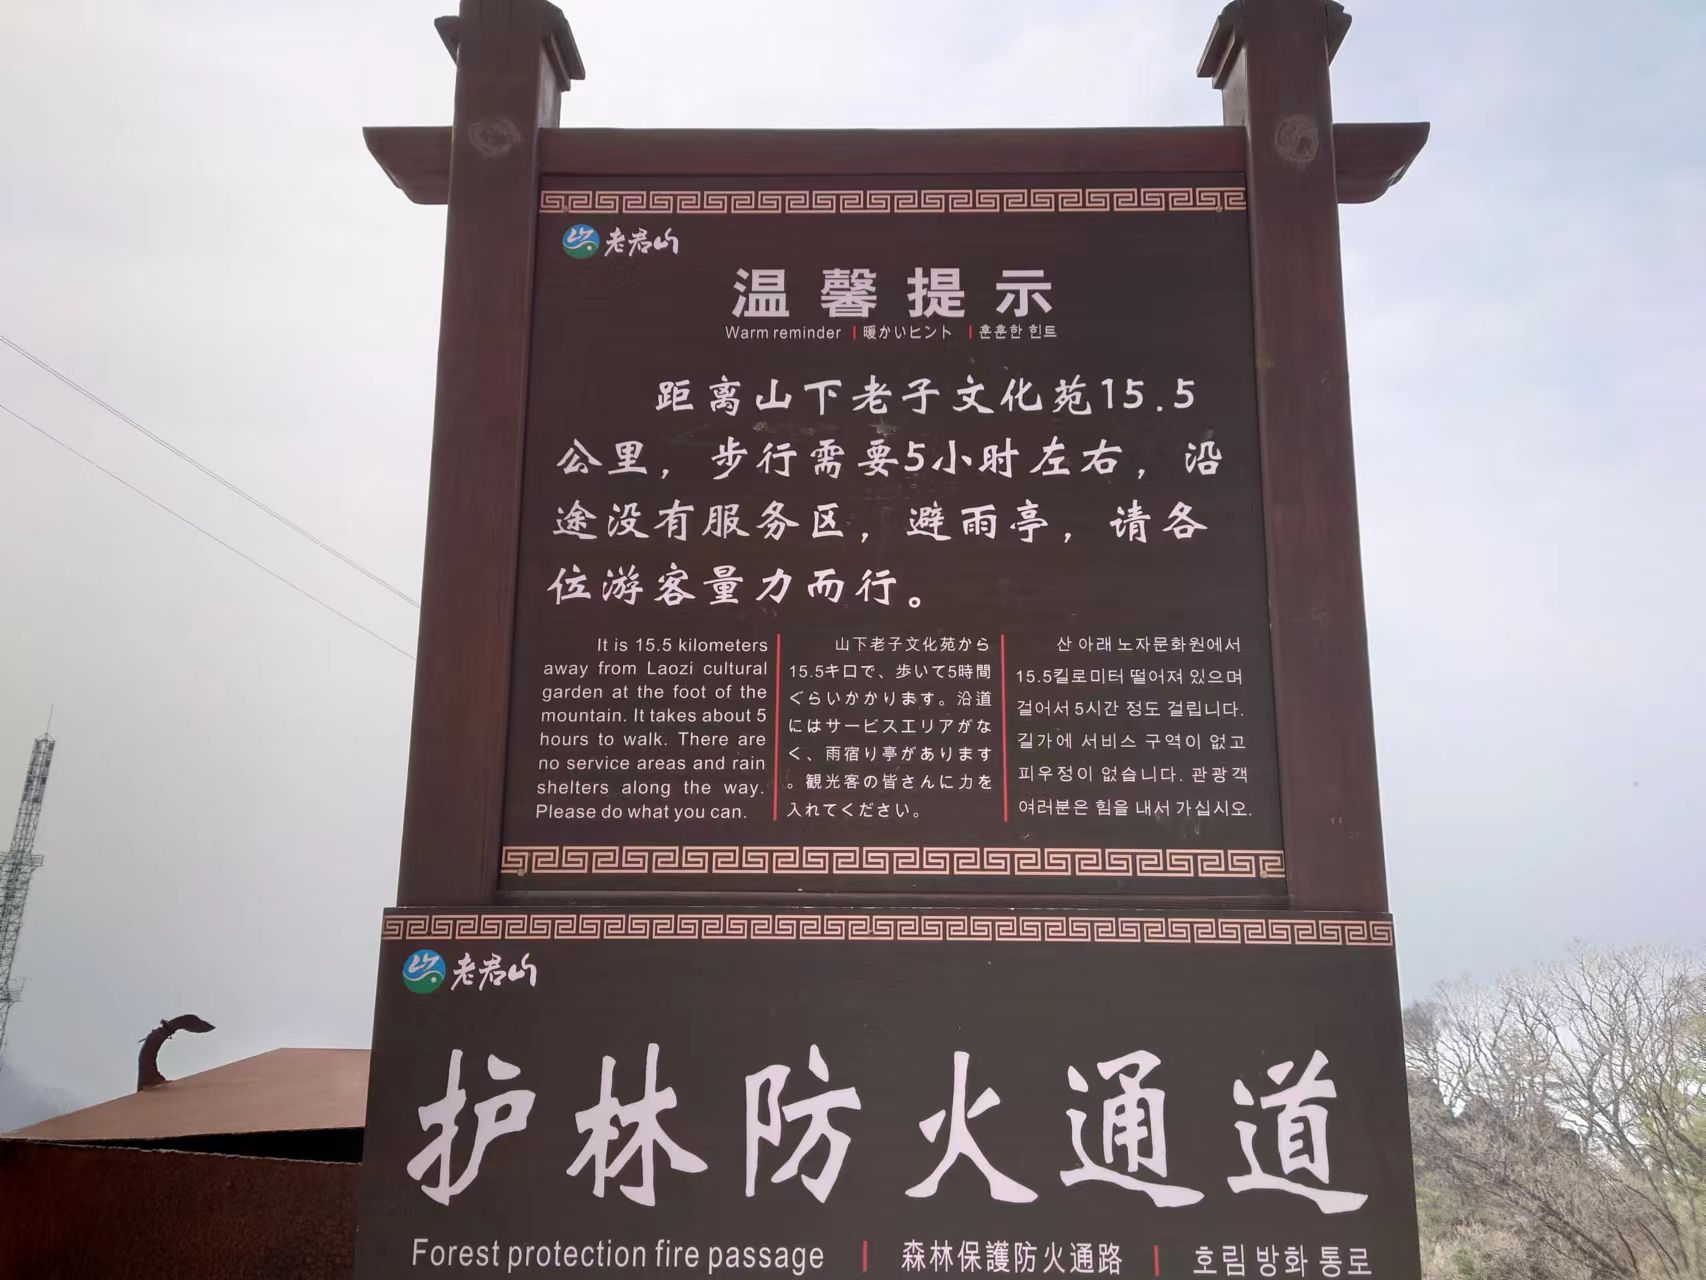 老君山
温馨提示
Warm reminder | 暖かいヒント | 훈훈한 힌트
距离山下老子文化苑15.5
公里，步行需要5小时左右，沿
途没有服务区，避雨亭，请各
位游客量力而行。
It is 15.5 kilometers
away from Laozi cultural
garden at the foot of the
mountain. It takes about 5
hours to walk. There are
no service areas and rain
shelters along the way.
Please do what you can.
山下老子文化苑から
15.5キロで、歩いて5時間
ぐらいかかります。沿道
にはサービスエリアがな
く、雨宿り亭があります
。観光客の皆さんに力を
入れてください。
산 아래 노자문화원에서
15.5킬로미터 떨어져 있으며
걸어서 5시간 정도 걸립니다.
길가에 서비스 구역이 없고
피우정이 없습니다. 관광객
여러분은 힘을 내서 가십시오.
老君山
护林防火通道
Forest protection fire passage | 森林保護防火通路 | 호림 방화 통로